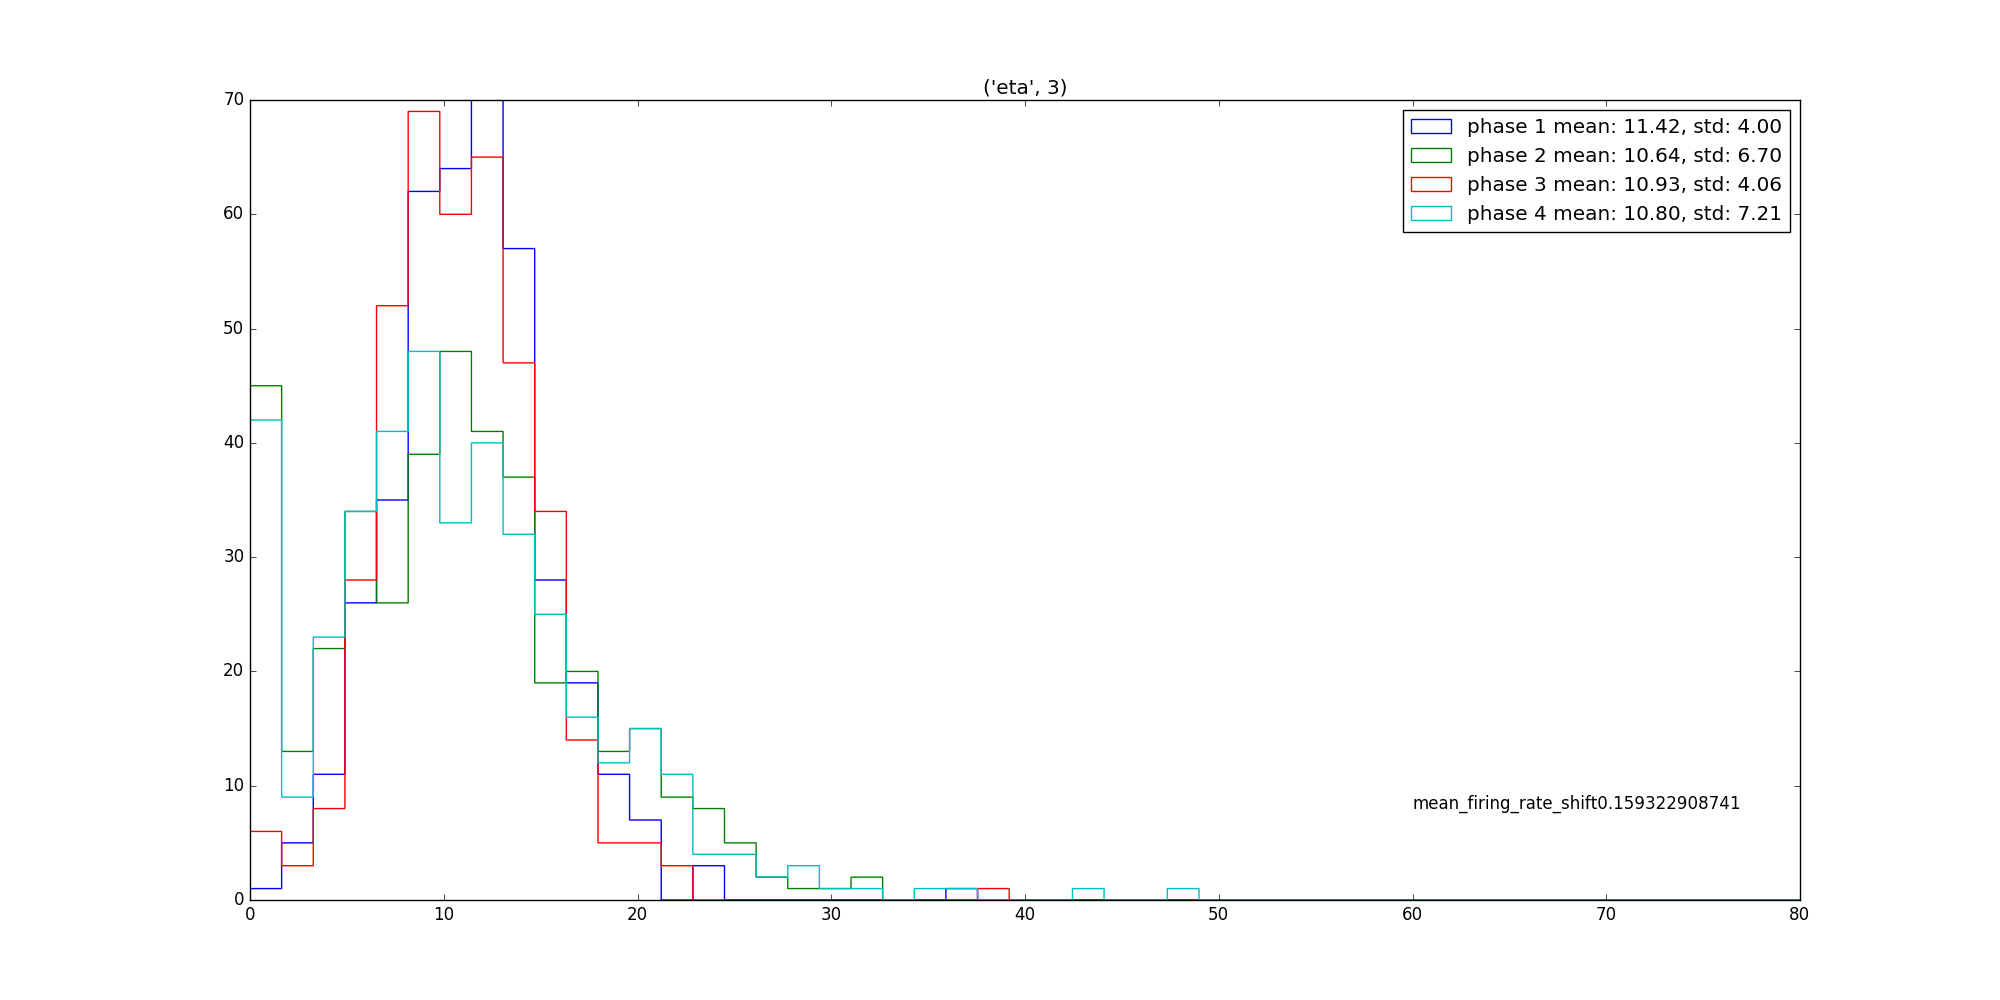 ('eta', 3)
phase 1 mean: 11.42, std: 4.00
phase 2 mean: 10.64, std: 6.70
phase 3 mean: 10.93, std: 4.06
phase 4 mean: 10.80, std: 7.21
70
60
50
40
30
20
10
0
mean_firing_rate_shift0.159322908741
0 10 20 30 40 50 60 70 80